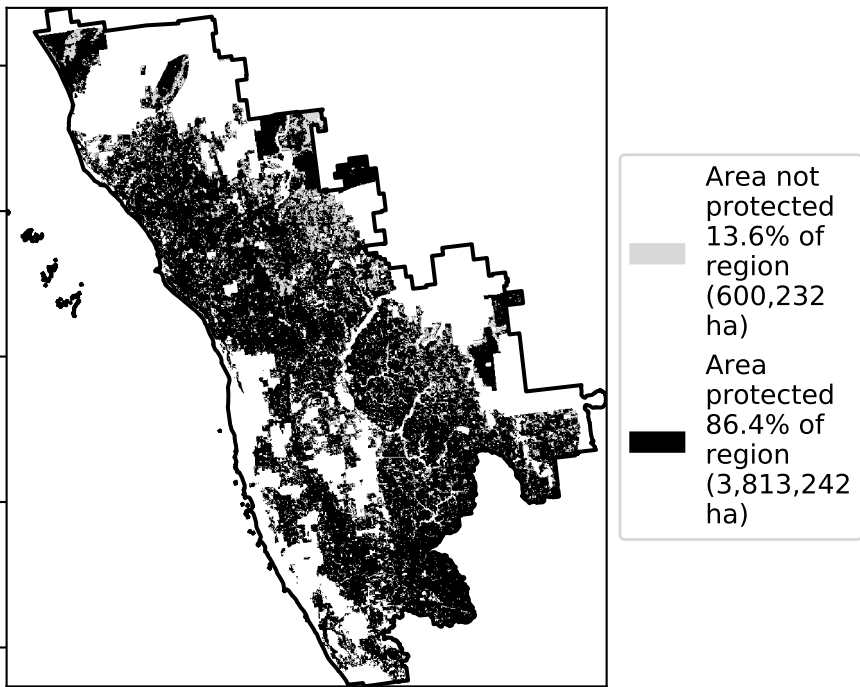 Area not
protected
13.6% of
region
(600,232
ha)
Area
protected
86.4% of
region
(3,813,242
ha)